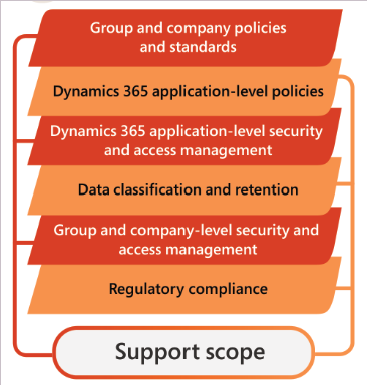 Group and company policies
and standards
Dynamics 365 application-level policies
Dynamics 365 application-level security
and access management
Data classification and retention
Group and company-level security and
access management
Regulatory compliance
Support scope